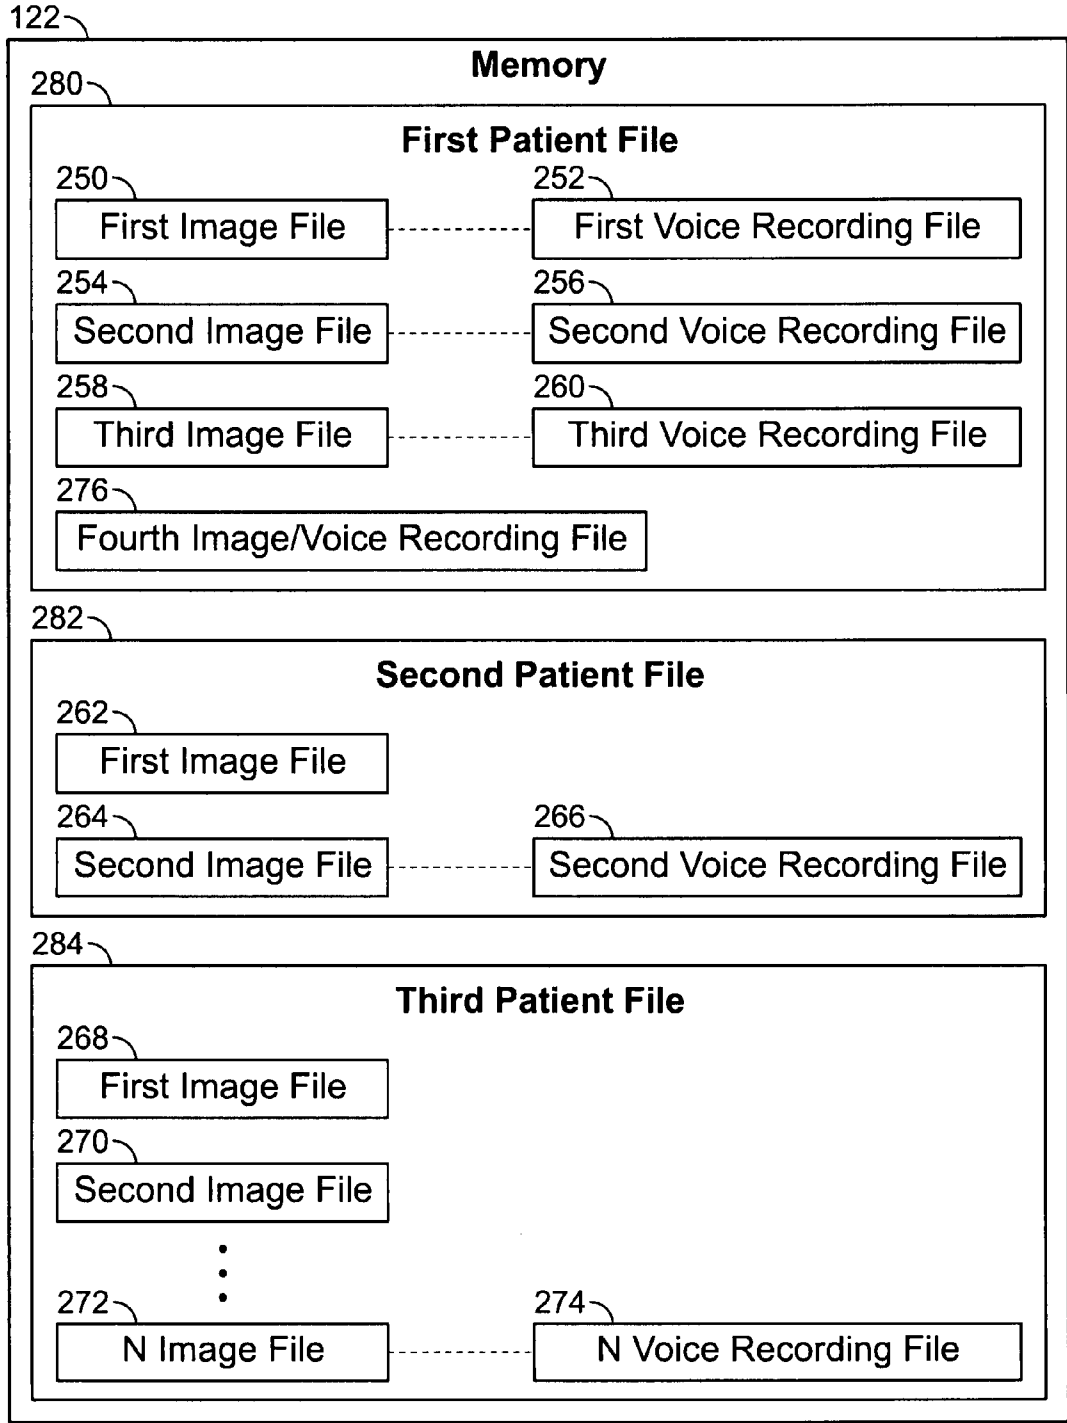 122
Memory
280
First Patient File
250 252
First Image File First Voice Recording File
254 256
Second Image File Second Voice Recording File
258 260
Third Image File Third Voice Recording File
276
Fourth Image/Voice Recording File
282
Second Patient File
262
First Image File
264 266
Second Image File Second Voice Recording File
284
Third Patient File
268
First Image File
270
Second Image File
272 274
N Image File N Voice Recording File